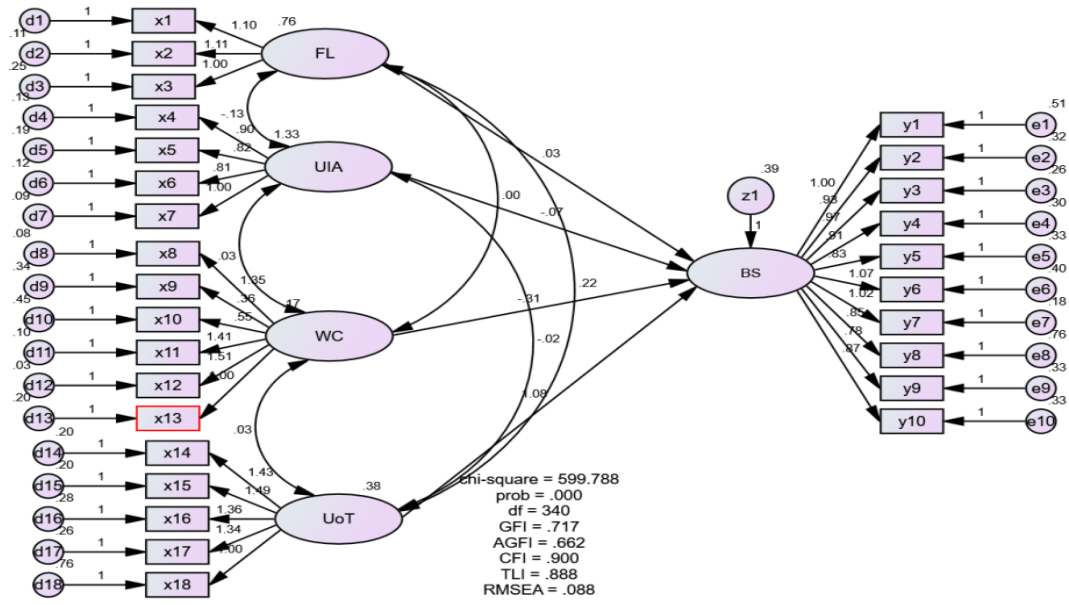 d1 1 x1 1.10 .76
.11
d2 1 x2 1.11 FL
.25
d3 1 x3 1.00
.13
d4 1 x4 -.13
.19 .90 1.33
d5 1 x5 .82 UIA
.12
d6 1 x6 .81
.09 1.00
d7 1 x7
.08
d8 1 x8 .03
.34 1.35
d9 1 x9 .36 .17
.45
d10 1 x10 .55 WC
.10
d11 1 x11 1.41
.03 1.51
d12 1 x12 .00
.20
d13 1 x13
.20 .03
d14 1 x14
.20 1.43
d15 1 x15 1.49 .38
.28
d16 1 x16 1.36 UoT
.26 1.34
d17 1 x17 .00
.76
d18 1 x18
.03
.00
-.07
.22
-.31
-.02
1.08
.39
z1
1
BS
.51
y1 1 e1
.32
y2 1 e2
1.00 .26
.93 y3 1 e3
.97 .30
.91 y4 1 e4
.83 .33
y5 1 e5
1.07 .40
y6 1 e6
1.02 .18
.85 y7 1 e7
.78 .76
.87 y8 1 e8
.33
y9 1 e9
.33
y10 1 e10
chi-square = 599.788
prob = .000
df = 340
GFI = .717
AGFI = .662
CFI = .900
TLI = .888
RMSEA = .088